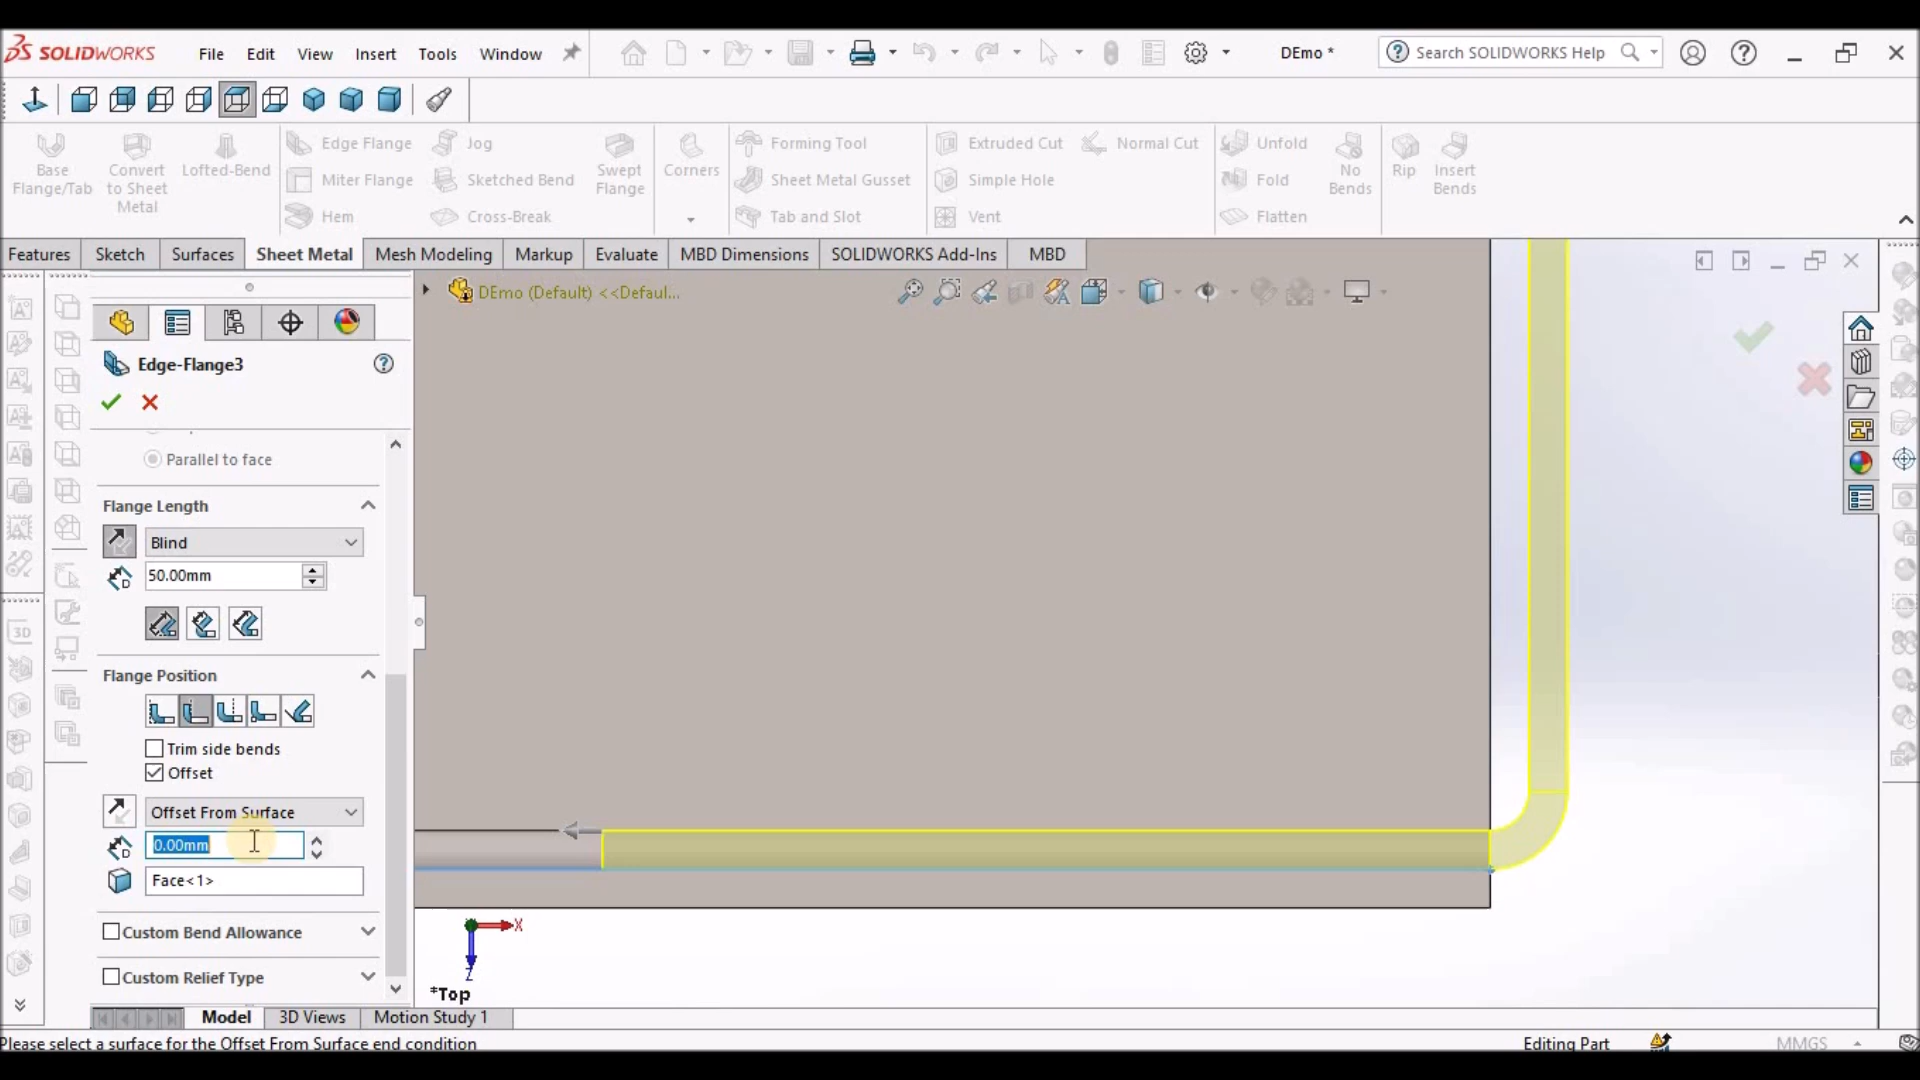 SOLIDWORKS
File Edit View Insert Tools Window
DEmo *
Search SOLIDWORKS Help
Base Flange/Tab
Convert to Sheet Metal
Lofted-Bend
Edge Flange
Miter Flange
Hem
Jog
Sketched Bend
Cross-Break
Swept Flange
Corners
Forming Tool
Sheet Metal Gusset
Tab and Slot
Extruded Cut
Simple Hole
Vent
Normal Cut
Unfold
Fold
Flatten
No Bends
Rip
Insert Bends
Features Sketch Surfaces Sheet Metal Mesh Modeling Markup Evaluate MBD Dimensions SOLIDWORKS Add-Ins MBD
DEmo (Default) <<Defaul...
Edge-Flange3
Parallel to face
Flange Length
Blind
50.00mm
Flange Position
Trim side bends
Offset
Offset From Surface
0.00mm
Face<1>
Custom Bend Allowance
Custom Relief Type
3D
X
Z
*Top
Model 3D Views Motion Study 1
Please select a surface for the Offset From Surface end condition
Editing Part
MMGS